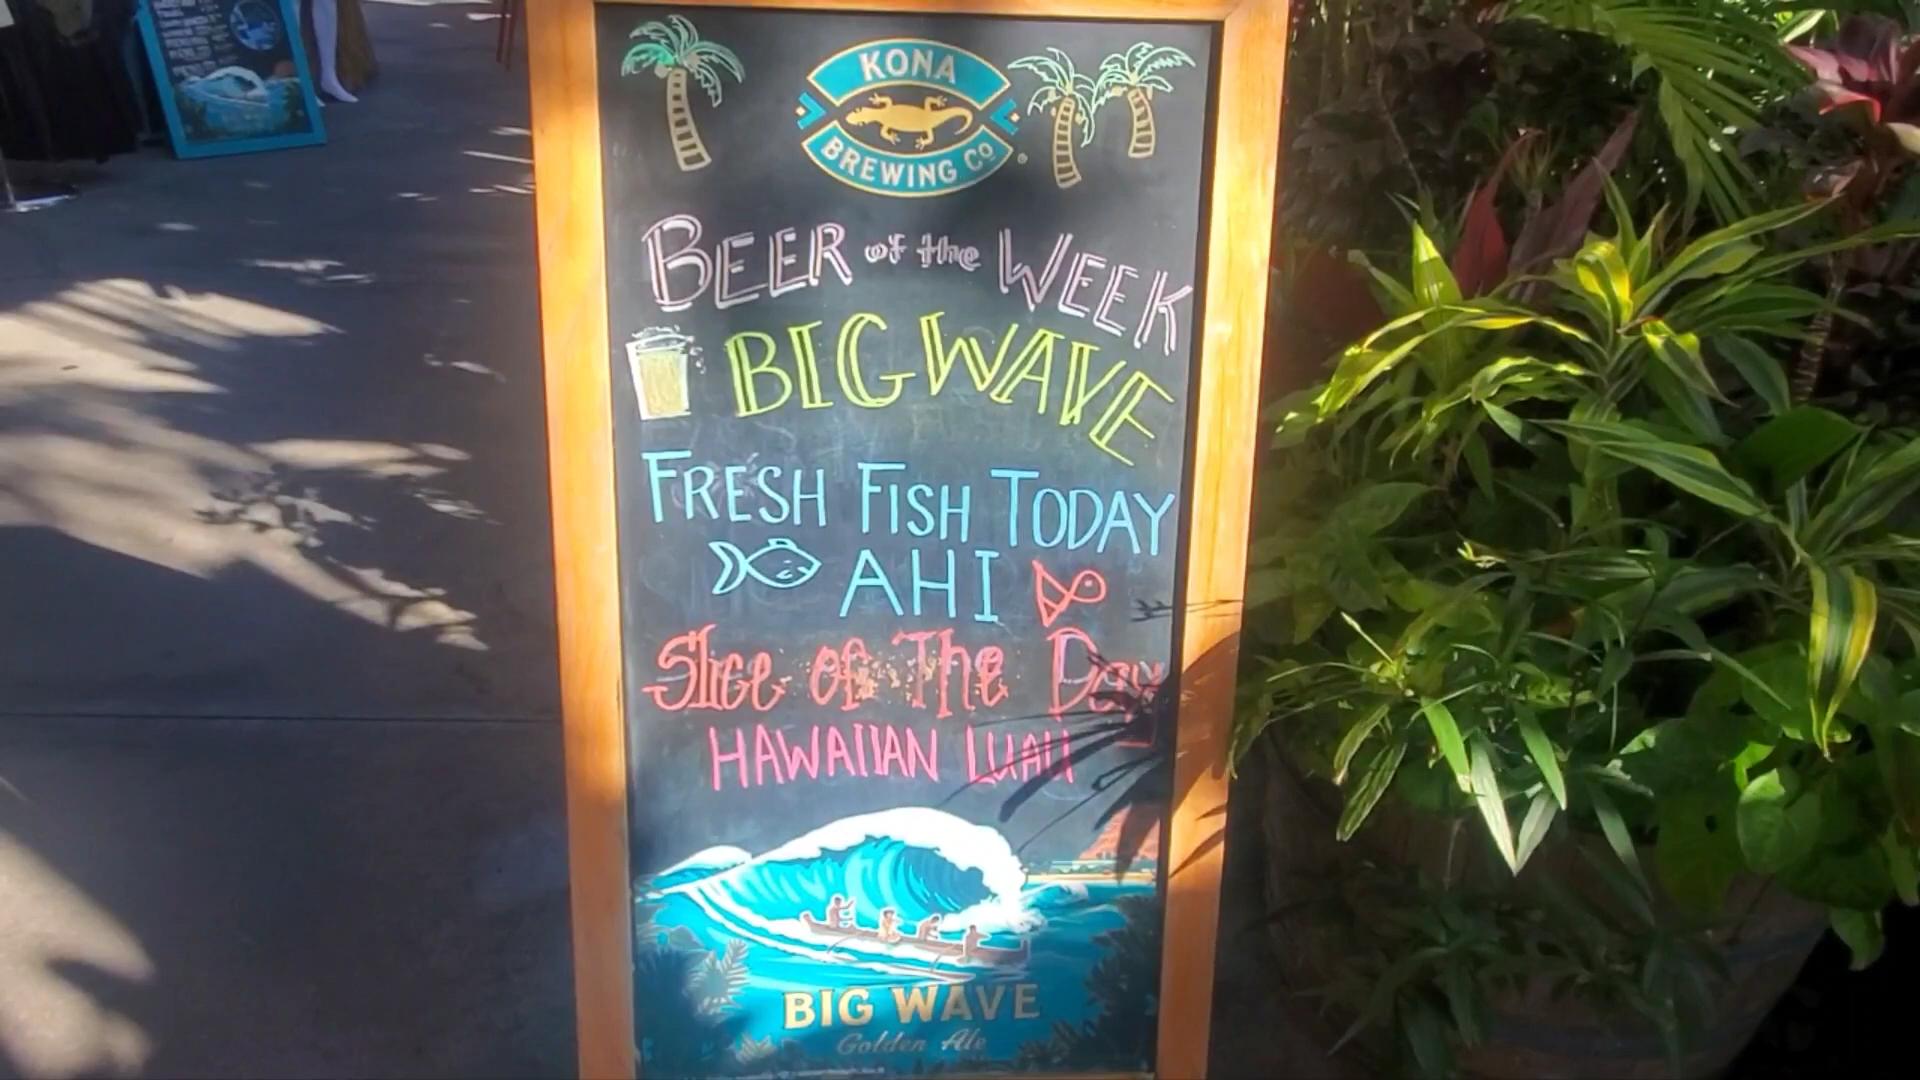 KONA
BREWING CO ®
BEER of the WEEK
BIG WAVE
FRESH FISH TODAY
AHI
Slice of The Day
HAWAIIAN LUAU
BIG WAVE
Golden Ale